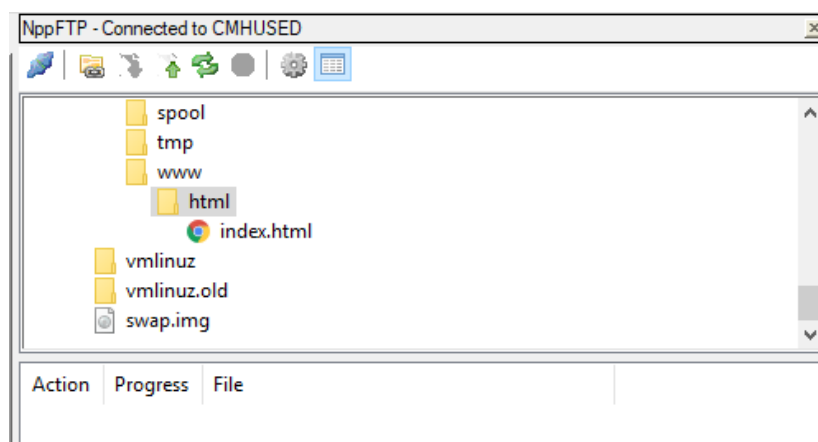 NppFTP - Connected to CMHUSED
spool
tmp
www
html
index.html
vmlinuz
vmlinuz.old
swap.img
Action Progress File